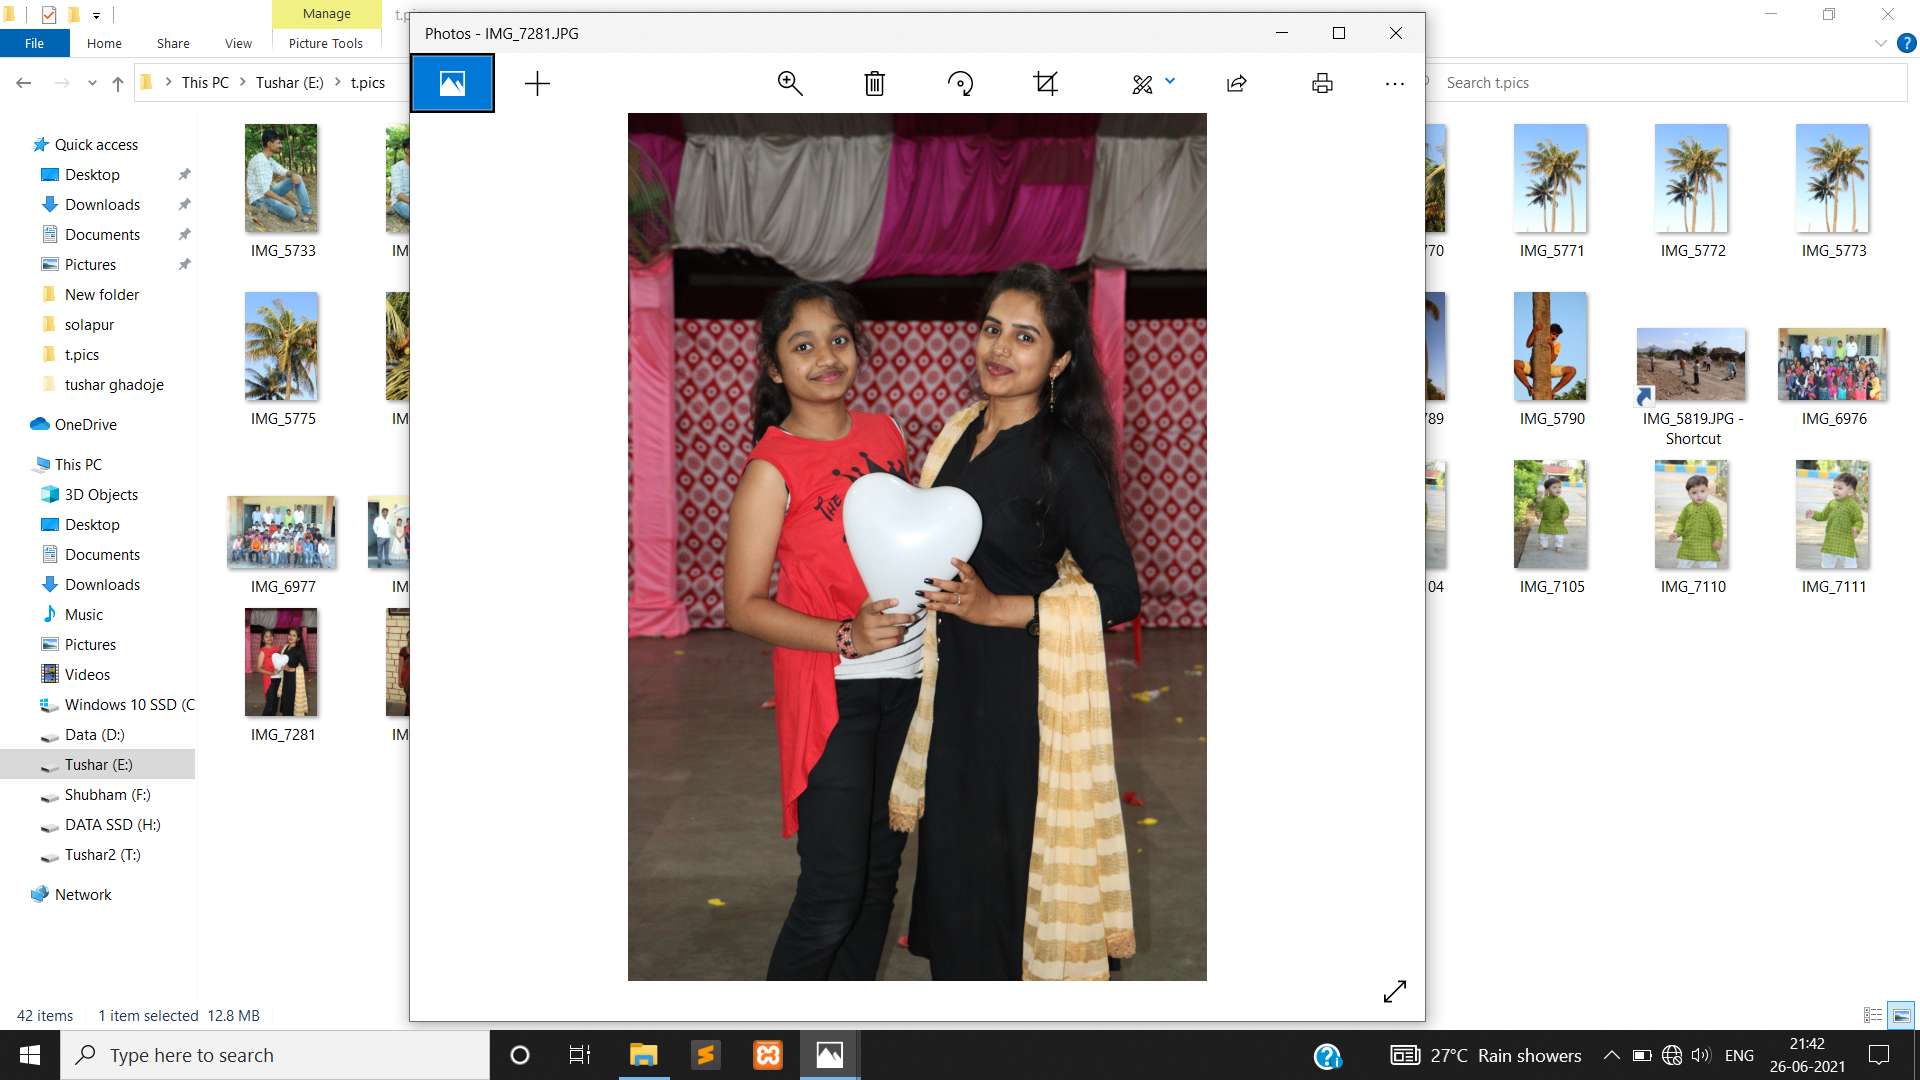 Manage
t.pi
File
Home
Share
View
Picture Tools
This PC
Tushar (E:)
t.pics
Search t.pics
Photos - IMG_7281.JPG
Quick access
Desktop
Downloads
Documents
Pictures
New folder
solapur
t.pics
tushar ghadoje
OneDrive
This PC
3D Objects
Desktop
Documents
Downloads
Music
Pictures
Videos
Windows 10 SSD (C
Data (D:)
Tushar (E:)
Shubham (F:)
DATA SSD (H:)
Tushar2 (T:)
Network
IMG_5733
IM
70
IMG_5771
IMG_5772
IMG_5773
IMG_5775
IM
89
IMG_5790
IMG_5819.JPG -
Shortcut
IMG_6976
IMG_6977
IM
04
IMG_7105
IMG_7110
IMG_7111
IMG_7281
IM
THE
42 items
1 item selected 12.8 MB
Type here to search
27°C Rain showers
ENG
21:42
26-06-2021